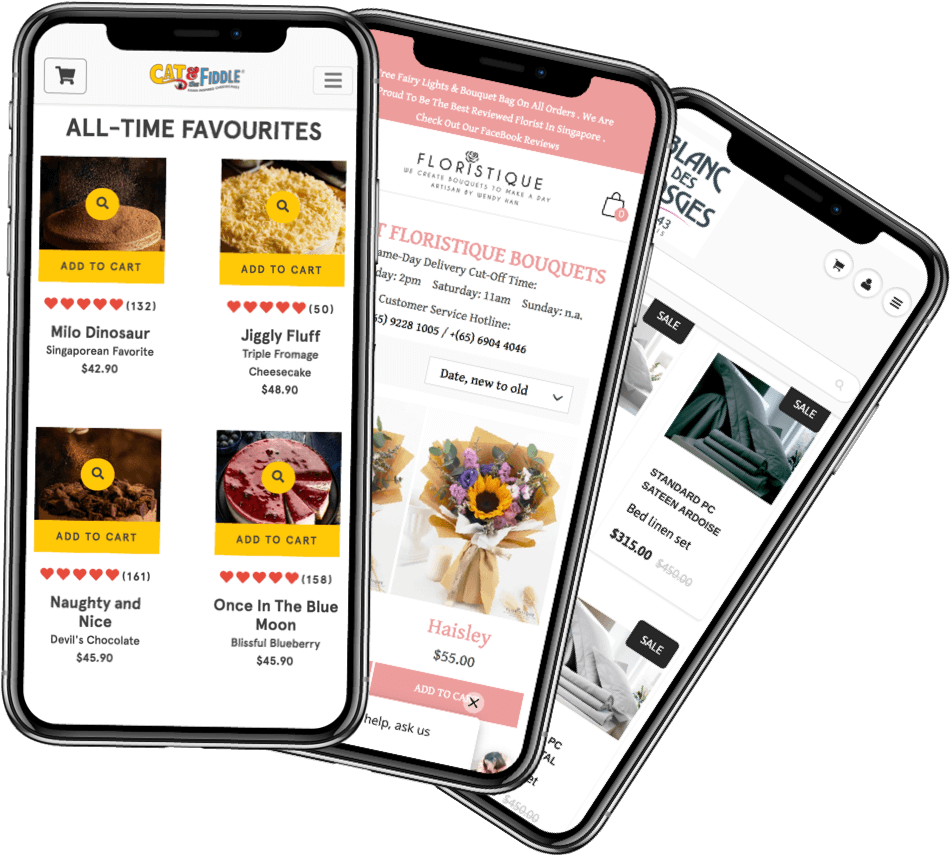 CAT & the FIDDLE
ALL-TIME FAVOURITES
ADD TO CART
ADD TO CART
(132)
(50)
Milo Dinosaur
Singaporean Favorite
$42.90
Jiggly Fluff
Triple Fromage
Cheesecake
$48.90
ADD TO CART
ADD TO CART
(161)
(158)
Naughty and
Nice
Devil's Chocolate
$45.90
Once In The Blue
Moon
Blissful Blueberry
$45.90
ree Fairy Lights & Bouquet Bag On All Orders . We Are
Proud To Be The Best Reviewed Florist In Singapore .
Check Out Our FaceBook Reviews
FLORISTIQUE
WE CREATE BOUQUETS TO MAKE A DAY
ARTISAN BY WENDY HAN
0
T FLORISTIQUE BOUQUETS
ame-Day Delivery Cut-Off Time:
day: 2pm Saturday: 11am Sunday: n.a.
Customer Service Hotline:
65) 9228 1005 / +(65) 6904 4046
Date, new to old
FLORISTIQUE
Haisley
$55.00
ADD TO CA
help, ask us
BLANC
DES
OSGES
43
IS
SALE
SALE
STANDARD PC
SATEEN ARDOISE
Bed linen set
$315.00 $450.00
SALE
PC
TAL
et
$450.00